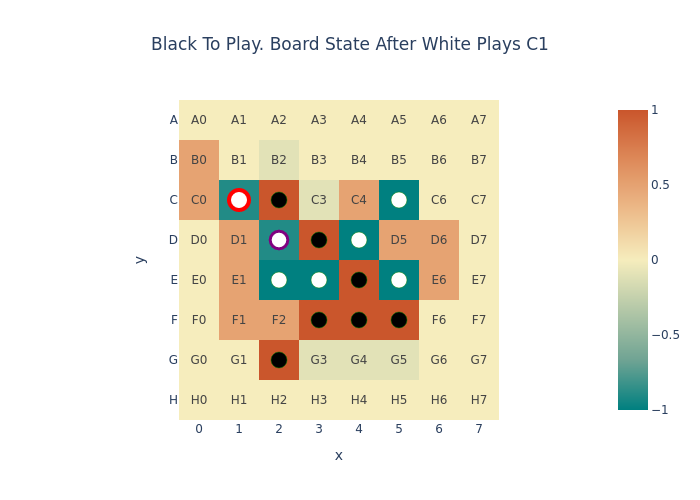 Black To Play. Board State After White Plays C1
A A0 A1 A2 A3 A4 A5 A6 A7
B B0 B1 B2 B3 B4 B5 B6 B7
C C0 C3 C4 C6 C7
D D0 D1 D5 D6 D7
E E0 E1 E6 E7
F F0 F1 F2 F6 F7
G G0 G1 G3 G4 G5 G6 G7
H H0 H1 H2 H3 H4 H5 H6 H7
0 1 2 3 4 5 6 7
x
y
1
0.5
0
−0.5
−1